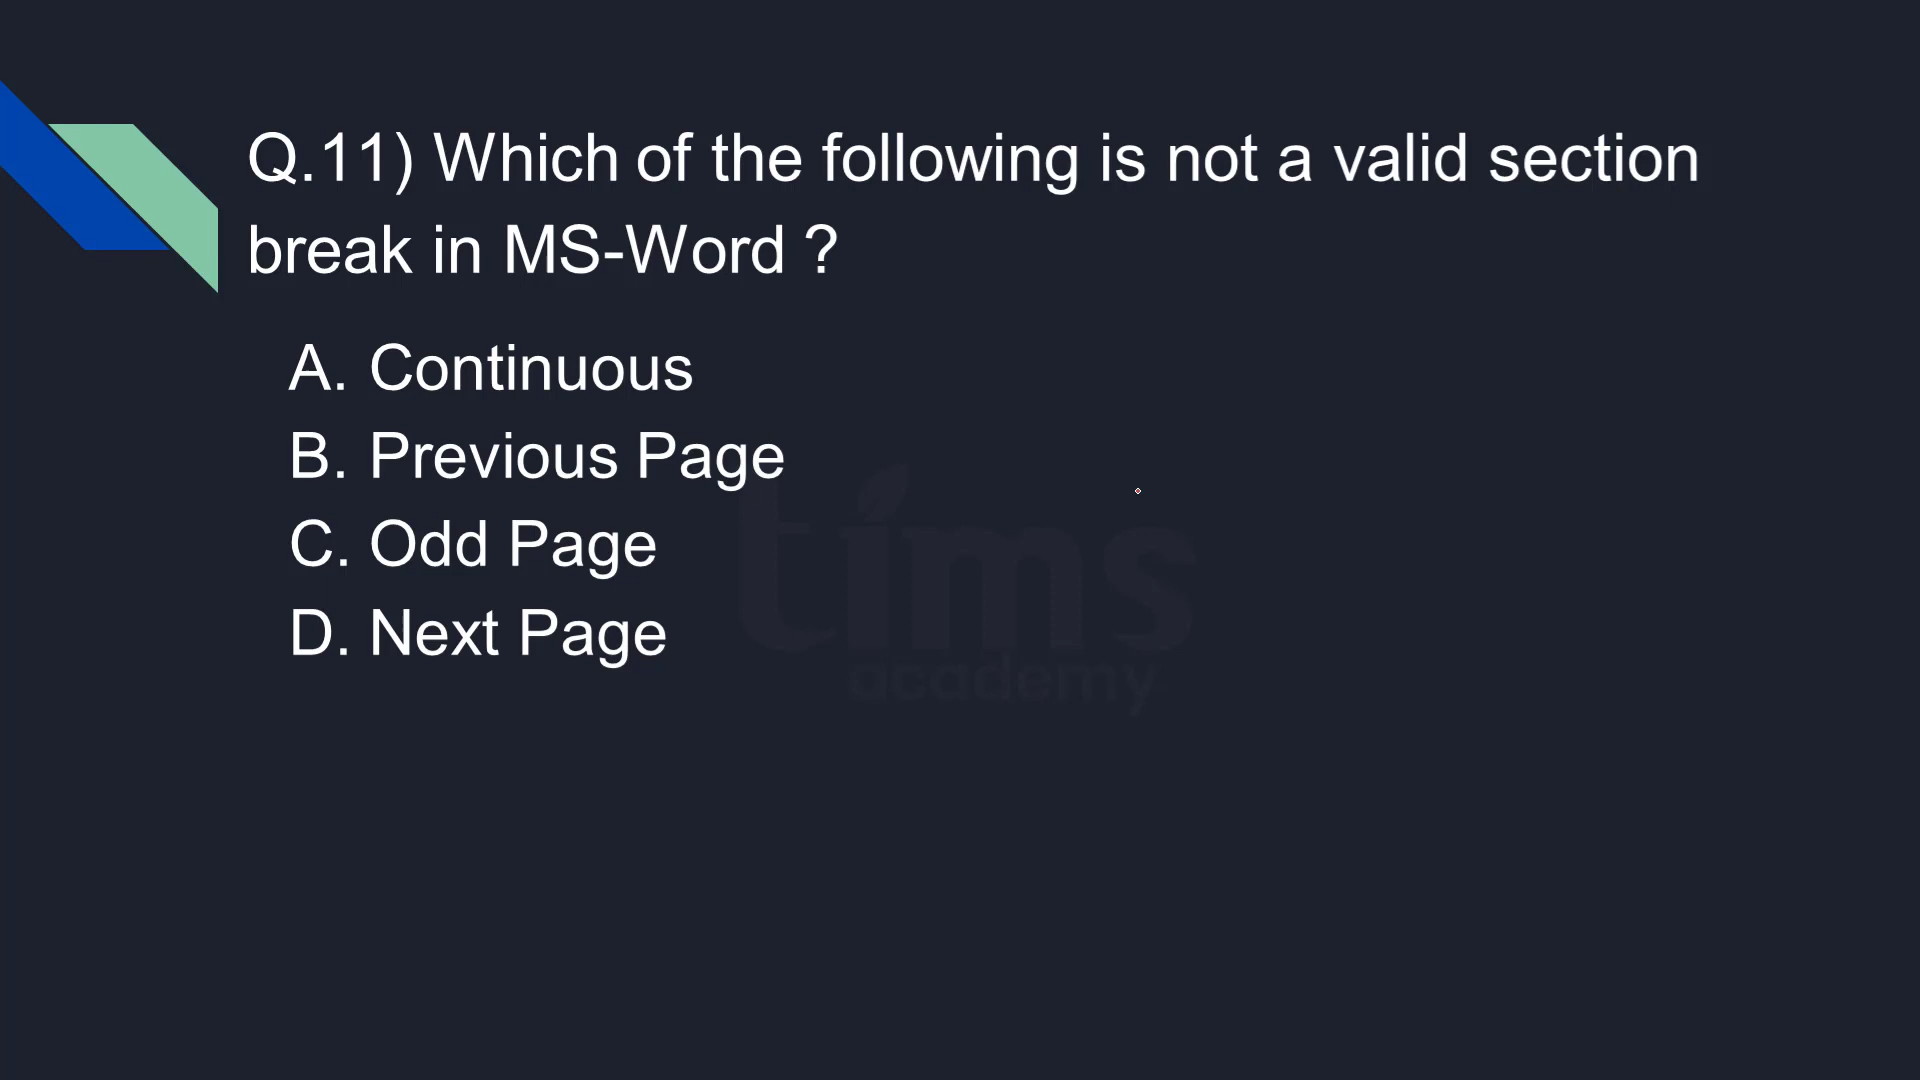 Q.11) Which of the following is not a valid section
break in MS-Word ?
A. Continuous
B. Previous Page
C. Odd Page
D. Next Page
tims
academy